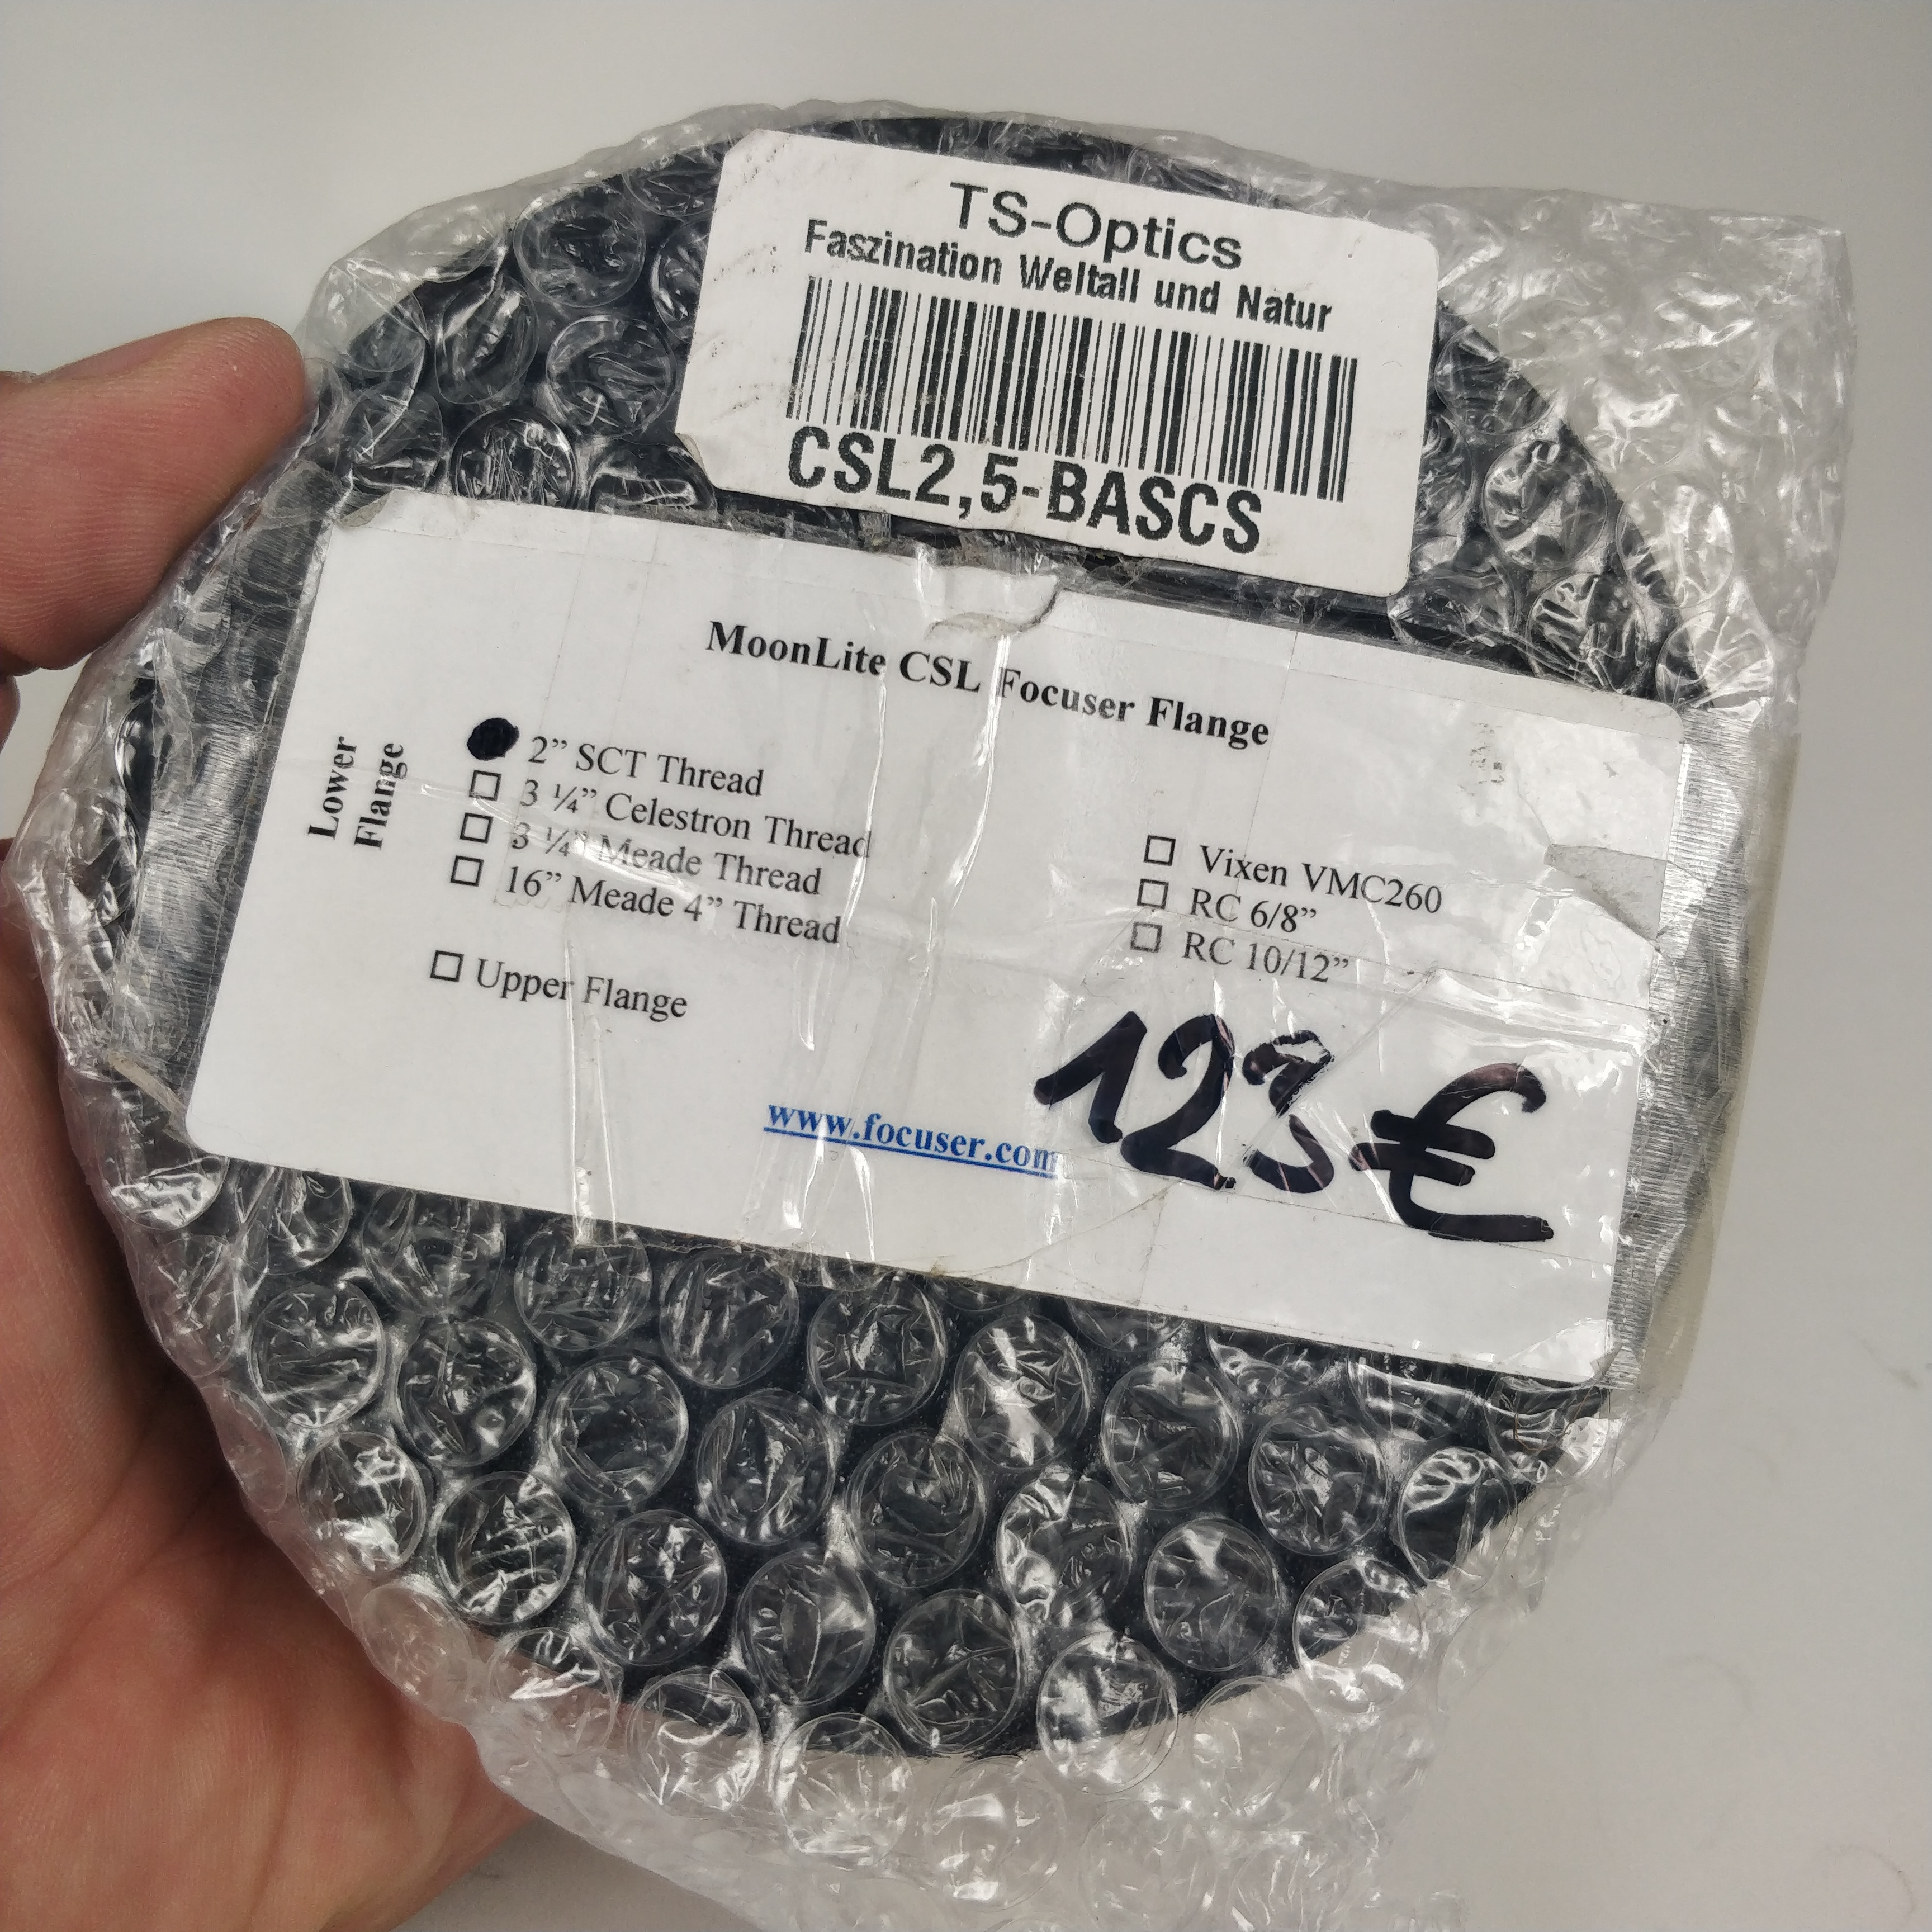 TS-Optics
Faszination Weltall und Natur
CSL2,5-BASCS
MoonLite CSL Focuser Flange
Lower
Flange
2” SCT Thread
3 ¼” Celestron Thread
3 ¼” Meade Thread
16” Meade 4” Thread
Vixen VMC260
RC 6/8”
RC 10/12”
Upper Flange
www.focuser.com
123€